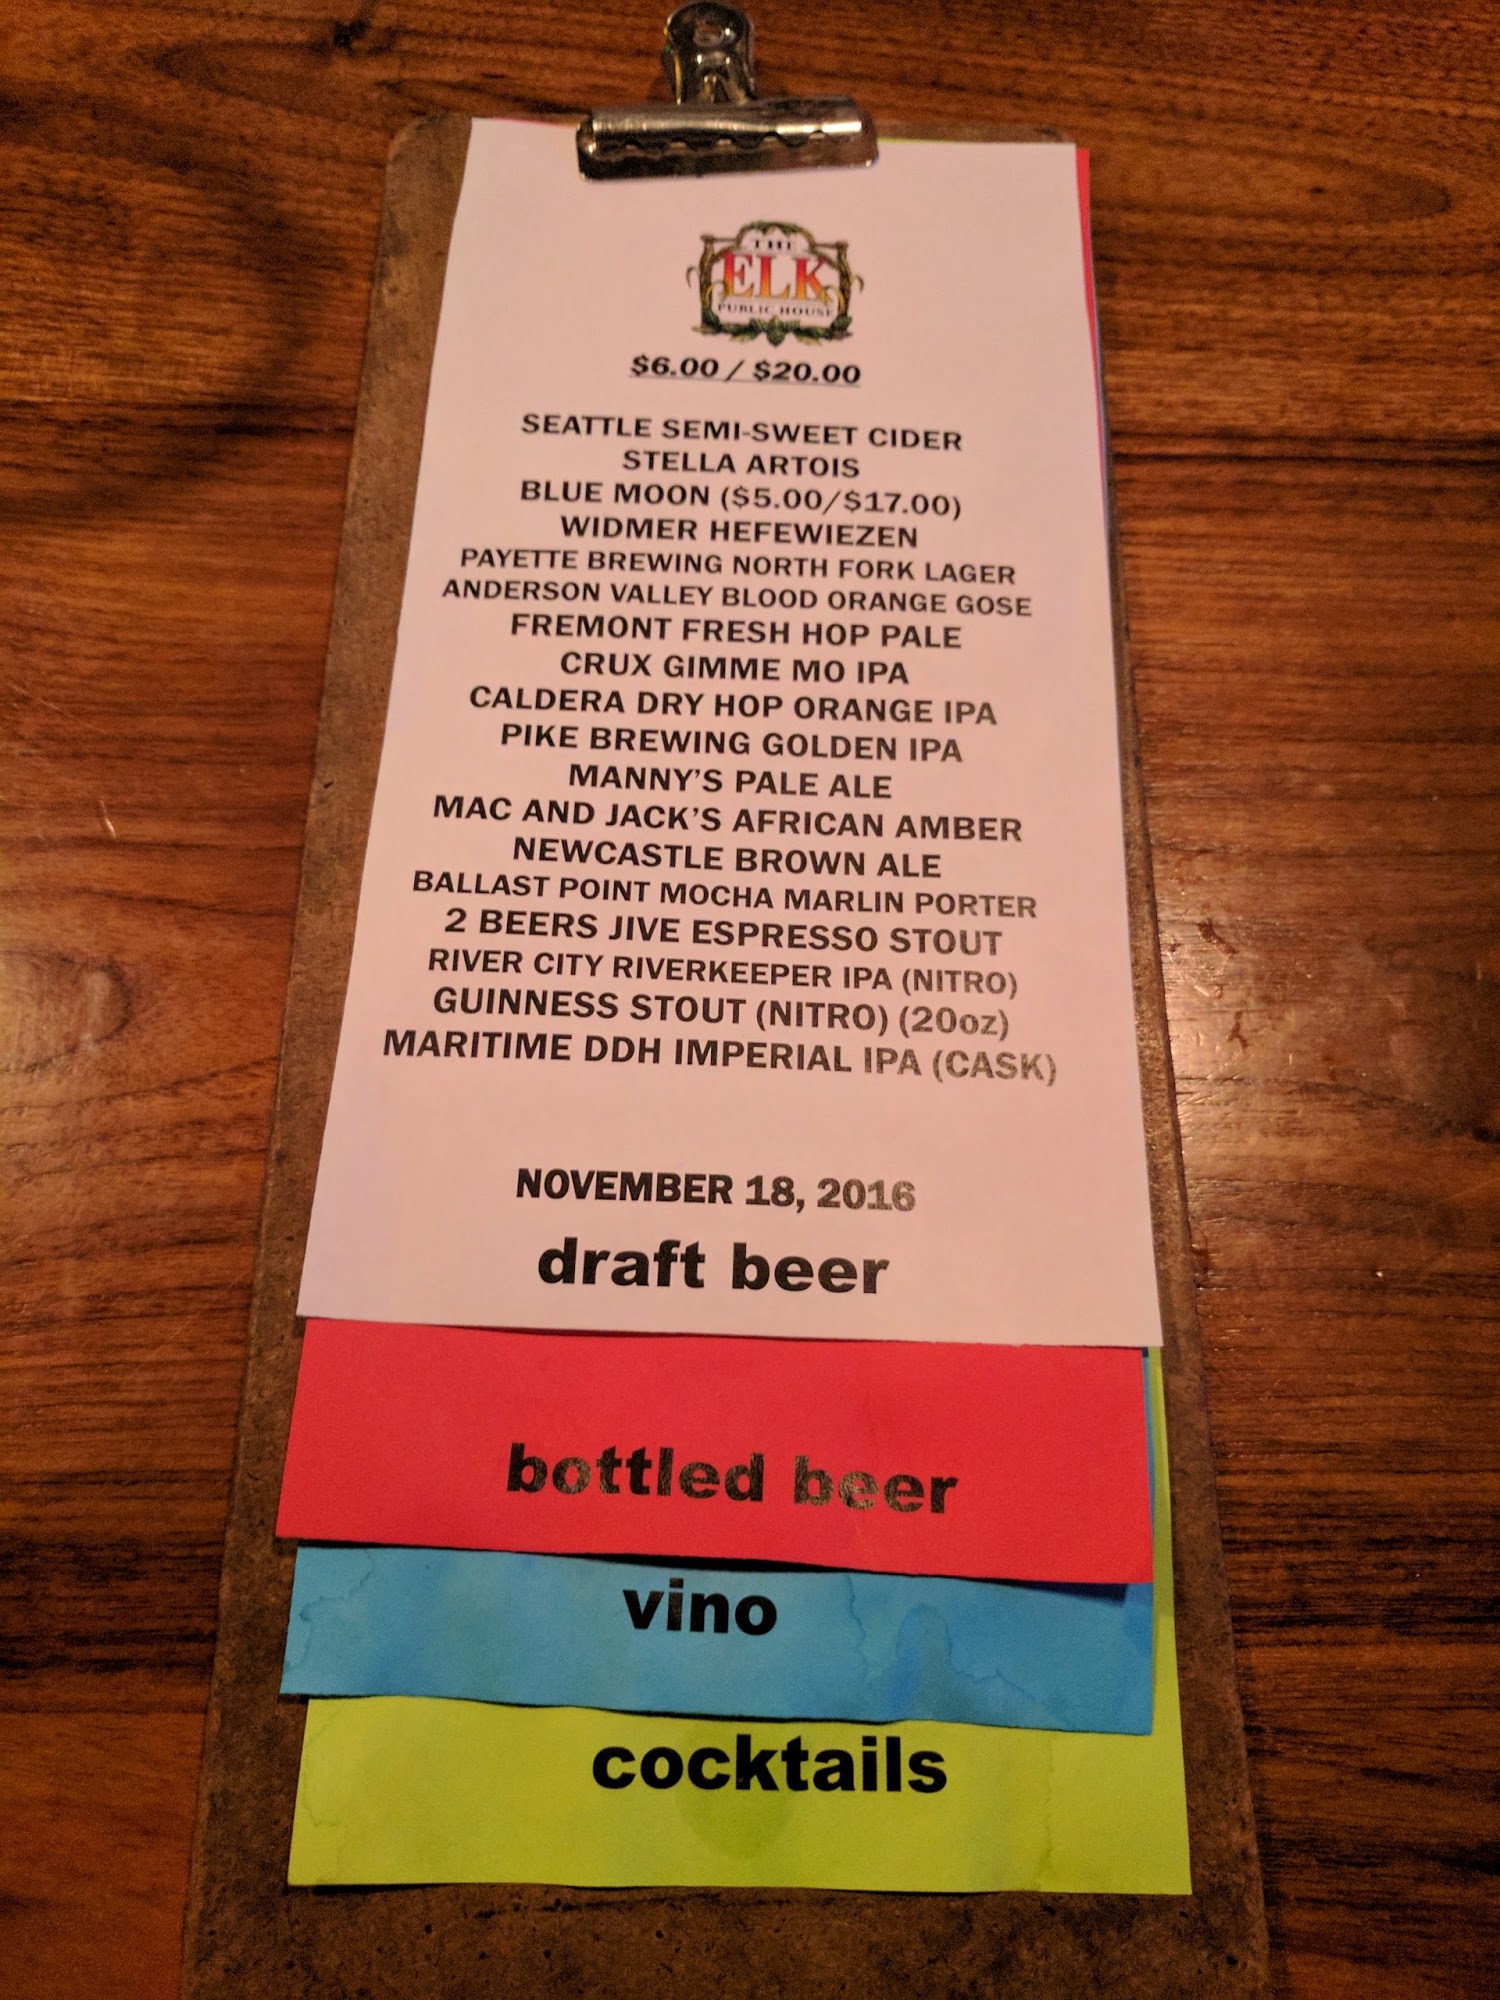 THE
ELK
PUBLIC HOUSE
$6.00 / $20.00
SEATTLE SEMI-SWEET CIDER
STELLA ARTOIS
BLUE MOON ($5.00/$17.00)
WIDMER HEFEWIEZEN
PAYETTE BREWING NORTH FORK LAGER
ANDERSON VALLEY BLOOD ORANGE GOSE
FREMONT FRESH HOP PALE
CRUX GIMME MO IPA
CALDERA DRY HOP ORANGE IPA
PIKE BREWING GOLDEN IPA
MANNY'S PALE ALE
MAC AND JACK'S AFRICAN AMBER
NEWCASTLE BROWN ALE
BALLAST POINT MOCHA MARLIN PORTER
2 BEERS JIVE ESPRESSO STOUT
RIVER CITY RIVERKEEPER IPA (NITRO)
GUINNESS STOUT (NITRO) (20oz)
MARITIME DDH IMPERIAL IPA (CASK)
NOVEMBER 18, 2016
draft beer
bottled beer
vino
cocktails